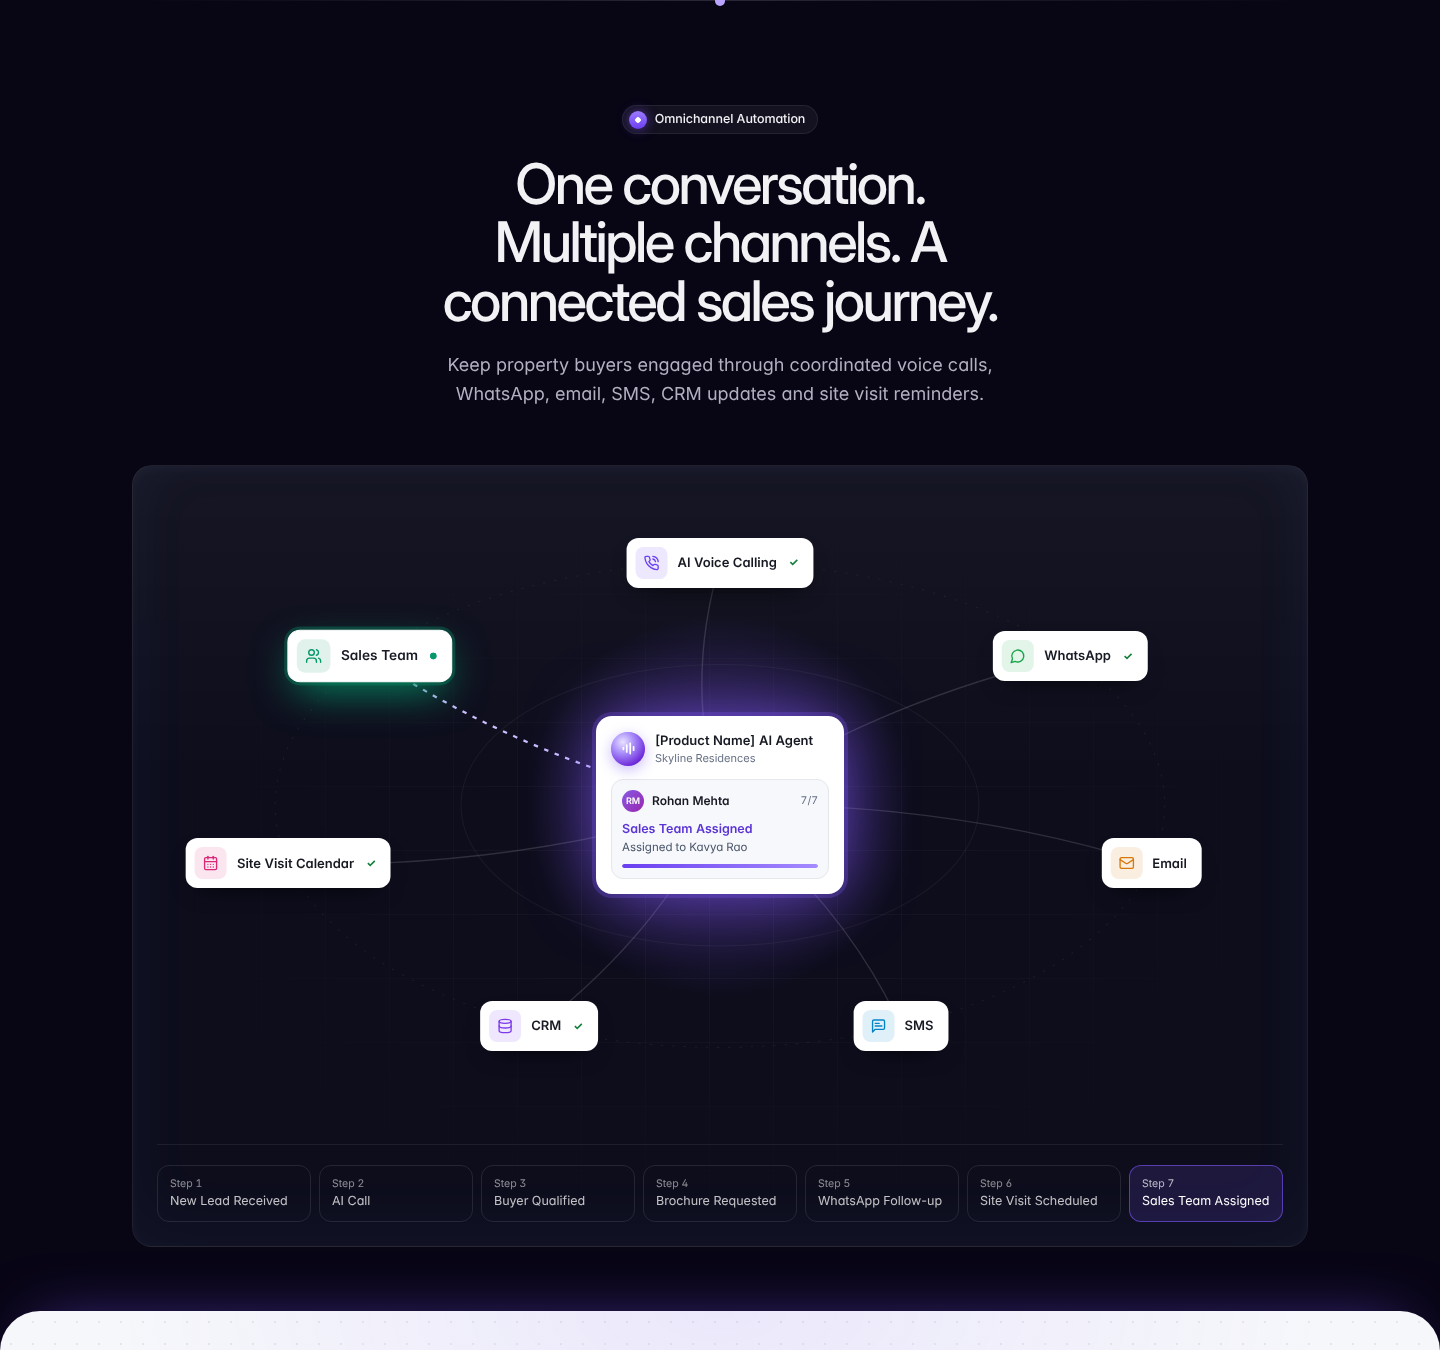 Omnichannel Automation
One conversation.
Multiple channels. A
connected sales journey.
Keep property buyers engaged through coordinated voice calls,
WhatsApp, email, SMS, CRM updates and site visit reminders.
AI Voice Calling
Sales Team
WhatsApp
[Product Name] AI Agent
Skyline Residences
RM Rohan Mehta 7/7
Sales Team Assigned
Assigned to Kavya Rao
Site Visit Calendar
Email
CRM
SMS
Step 1
New Lead Received
Step 2
AI Call
Step 3
Buyer Qualified
Step 4
Brochure Requested
Step 5
WhatsApp Follow-up
Step 6
Site Visit Scheduled
Step 7
Sales Team Assigned